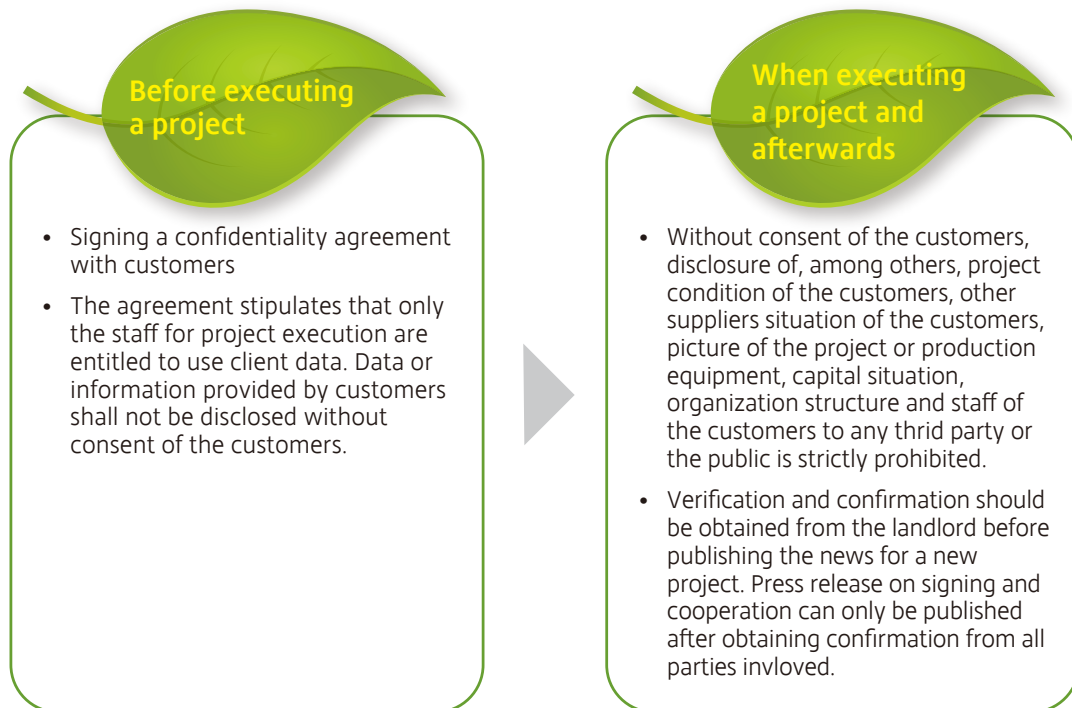 Before executing
a project
• Signing a confidentiality agreement
with customers
• The agreement stipulates that only
the staff for project execution are
entitled to use client data. Data or
information provided by customers
shall not be disclosed without
consent of the customers.
When executing
a project and
afterwards
• Without consent of the customers,
disclosure of, among others, project
condition of the customers, other
suppliers situation of the customers,
picture of the project or production
equipment, capital situation,
organization structure and staff of
the customers to any thrid party or
the public is strictly prohibited.
• Verification and confirmation should
be obtained from the landlord before
publishing the news for a new
project. Press release on signing and
cooperation can only be published
after obtaining confirmation from all
parties invloved.